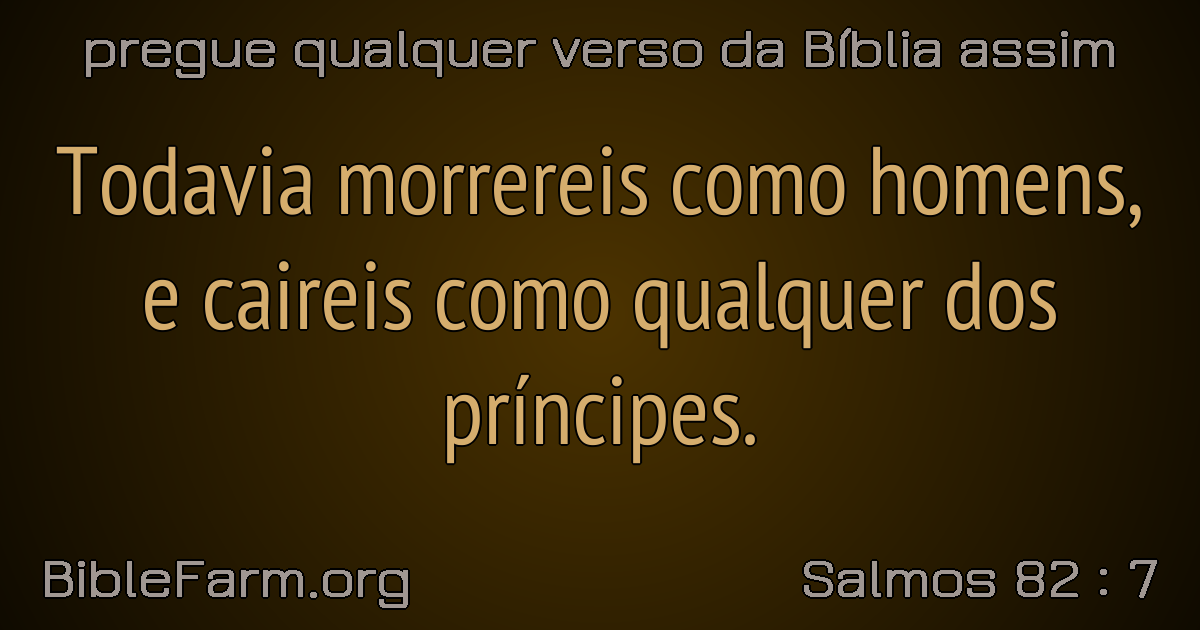 pregue qualquer verso da Bíblia assim
Todavia morrereis como homens,
e caireis como qualquer dos
príncipes.
BibleFarm.org
Salmos 82 : 7